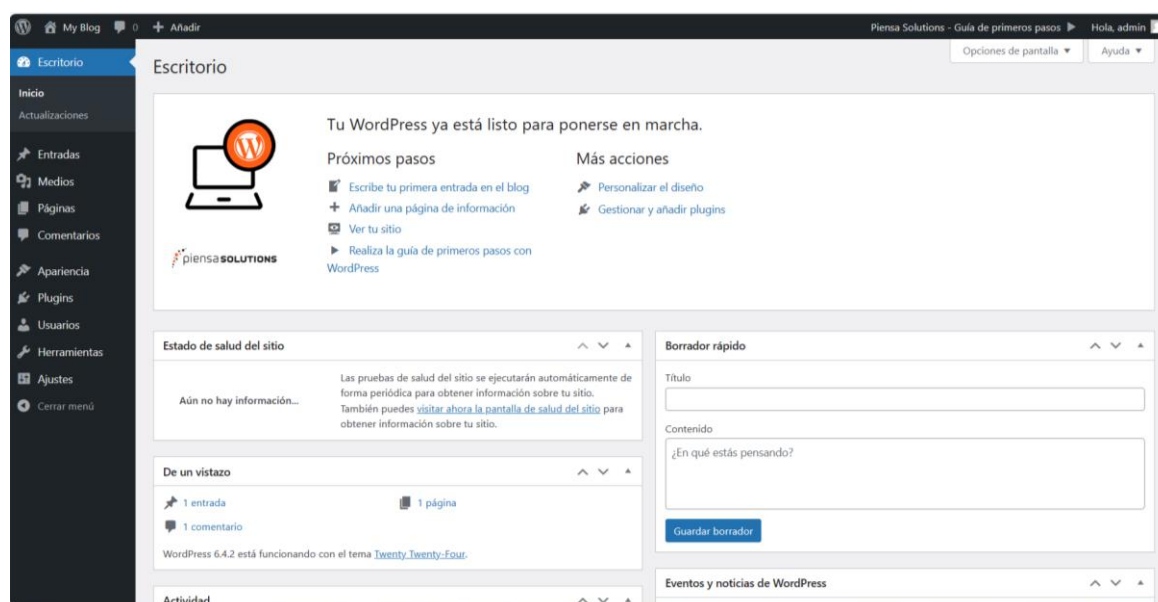 My Blog 0 + Añadir Piensa Solutions - Guía de primeros pasos Hola, admin
Opciones de pantalla Ayuda
Escritorio
Inicio
Actualizaciones
Entradas
Medios
Páginas
Comentarios
Apariencia
Plugins
Usuarios
Herramientas
Ajustes
Cerrar menú
Escritorio
piensa SOLUTIONS
Tu WordPress ya está listo para ponerse en marcha.
Próximos pasos
Escribe tu primera entrada en el blog
Añadir una página de información
Ver tu sitio
Realiza la guía de primeros pasos con
WordPress
Más acciones
Personalizar el diseño
Gestionar y añadir plugins
Estado de salud del sitio
Aún no hay información...
Las pruebas de salud del sitio se ejecutarán automáticamente de
forma periódica para obtener información sobre tu sitio.
También puedes visitar ahora la pantalla de salud del sitio para
obtener información sobre tu sitio.
De un vistazo
1 entrada
1 página
1 comentario
WordPress 6.4.2 está funcionando con el tema Twenty Twenty-Four.
Actividad
Borrador rápido
Título
Contenido
¿En qué estás pensando?
Guardar borrador
Eventos y noticias de WordPress